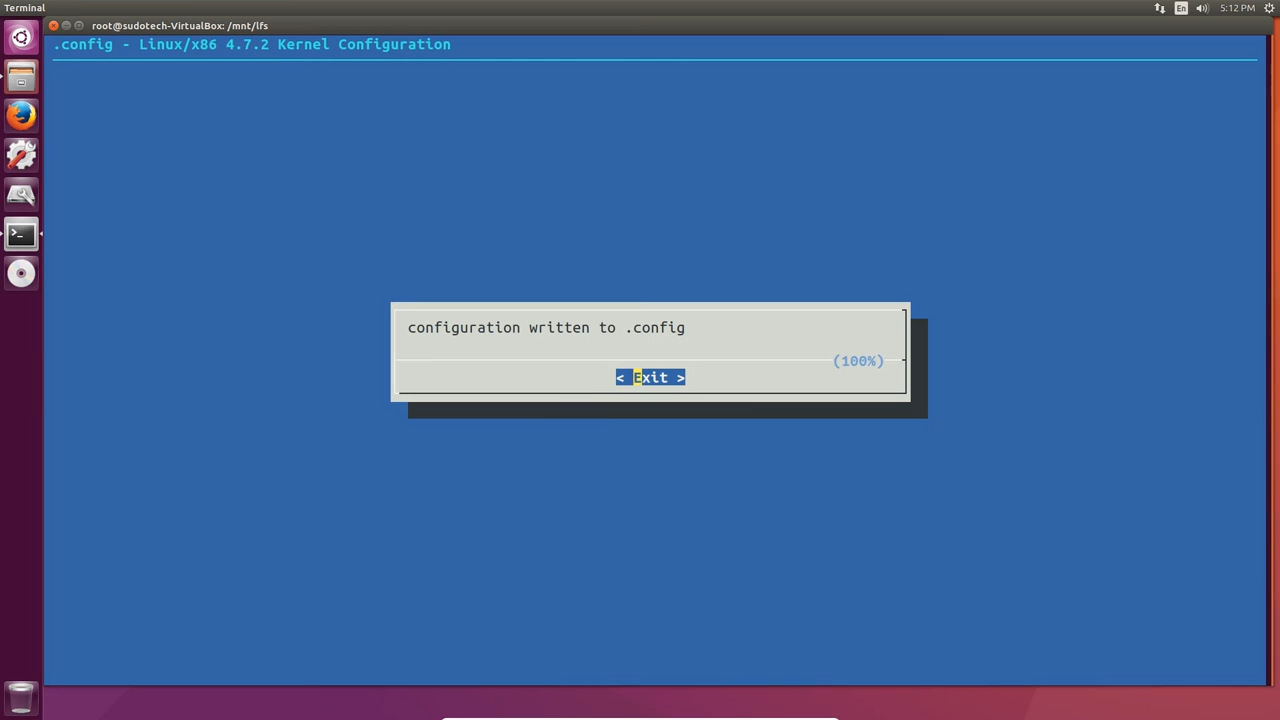 Terminal
En
5:12 PM
root@sudotech-VirtualBox: /mnt/lfs
.config - Linux/x86 4.7.2 Kernel Configuration
configuration written to .config
(100%)
< Exit >